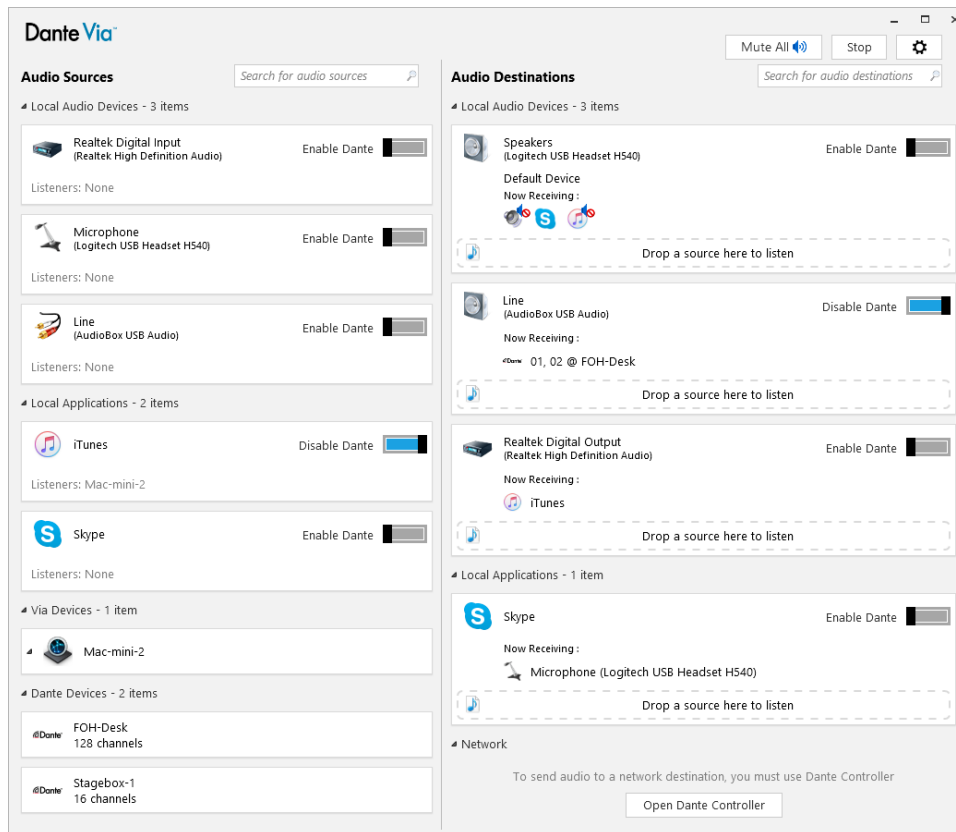 Dante Via™
Mute All
Stop
Audio Sources
Search for audio sources
Local Audio Devices - 3 items
Realtek Digital Input
(Realtek High Definition Audio)
Enable Dante
Listeners: None
Microphone
(Logitech USB Headset H540)
Enable Dante
Listeners: None
Line
(AudioBox USB Audio)
Enable Dante
Listeners: None
Local Applications - 2 items
iTunes
Disable Dante
Listeners: Mac-mini-2
Skype
Enable Dante
Listeners: None
Via Devices - 1 item
Mac-mini-2
Dante Devices - 2 items
Dante
FOH-Desk
128 channels
Dante
Stagebox-1
16 channels
Audio Destinations
Search for audio destinations
Local Audio Devices - 3 items
Speakers
(Logitech USB Headset H540)
Enable Dante
Default Device
Now Receiving :
Drop a source here to listen
Line
(AudioBox USB Audio)
Disable Dante
Now Receiving :
Dante 01, 02 @ FOH-Desk
Drop a source here to listen
Realtek Digital Output
(Realtek High Definition Audio)
Enable Dante
Now Receiving :
iTunes
Drop a source here to listen
Local Applications - 1 item
Skype
Enable Dante
Now Receiving :
Microphone (Logitech USB Headset H540)
Drop a source here to listen
Network
To send audio to a network destination, you must use Dante Controller
Open Dante Controller